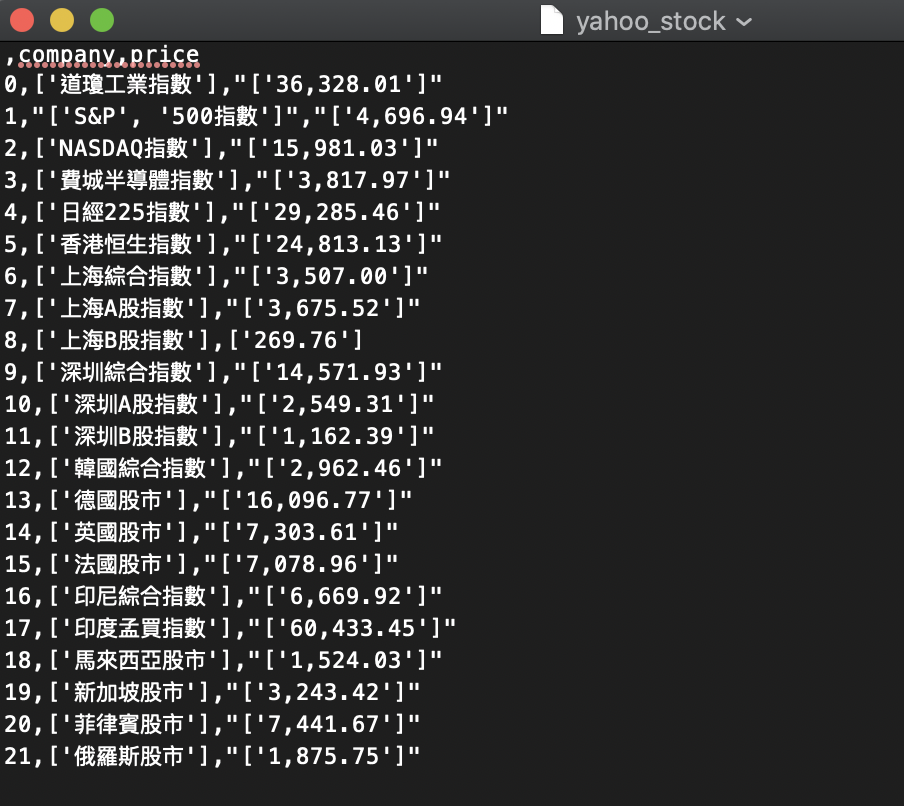 yahoo_stock
,company,price
0,['道瓊工業指數'],"['36,328.01']"
1,"['S&P', '500指數']","['4,696.94']"
2,['NASDAQ指數'],"['15,981.03']"
3,['費城半導體指數'],"['3,817.97']"
4,['日經225指數'],"['29,285.46']"
5,['香港恒生指數'],"['24,813.13']"
6,['上海綜合指數'],"['3,507.00']"
7,['上海A股指數'],"['3,675.52']"
8,['上海B股指數'],['269.76']
9,['深圳綜合指數'],"['14,571.93']"
10,['深圳A股指數'],"['2,549.31']"
11,['深圳B股指數'],"['1,162.39']"
12,['韓國綜合指數'],"['2,962.46']"
13,['德國股市'],"['16,096.77']"
14,['英國股市'],"['7,303.61']"
15,['法國股市'],"['7,078.96']"
16,['印尼綜合指數'],"['6,669.92']"
17,['印度孟買指數'],"['60,433.45']"
18,['馬來西亞股市'],"['1,524.03']"
19,['新加坡股市'],"['3,243.42']"
20,['菲律賓股市'],"['7,441.67']"
21,['俄羅斯股市'],"['1,875.75']"